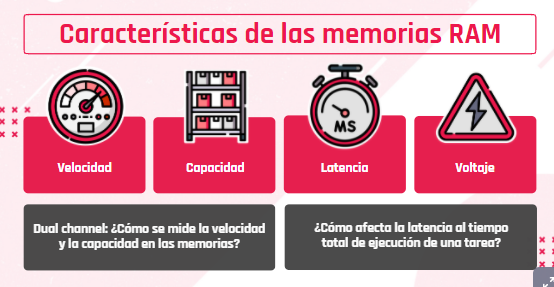 Características de las memorias RAM
MS
Velocidad
Capacidad
Latencia
Voltaje
Dual channel: ¿Cómo se mide la velocidad
y la capacidad en las memorias?
¿Cómo afecta la latencia al tiempo
total de ejecución de una tarea?